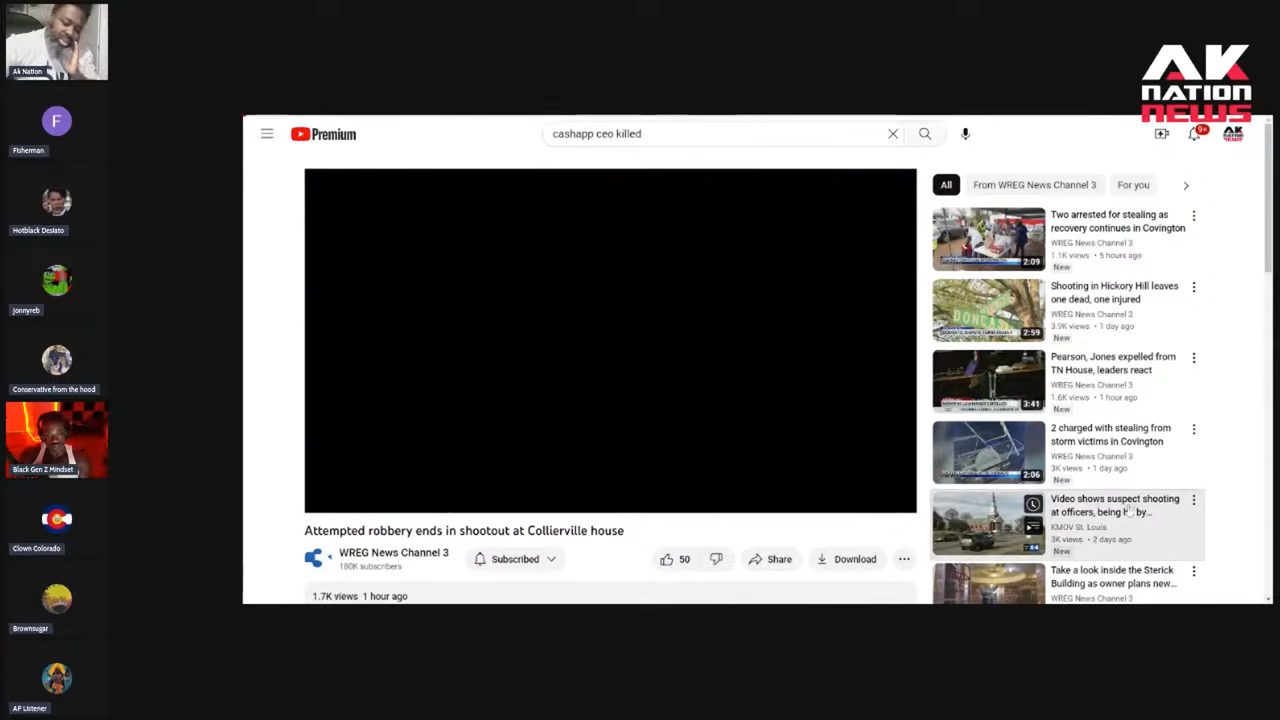 Ak Nation
F
Fisherman
Hotblack Desiato
Jonnyreb
Conservative from the hood
Black Gen Z Mindset
Clown Colorado
Brownsugar
AP Listener
AK
NATION
NEWS
Premium
cashapp ceo killed
9+
AK
All
From WREG News Channel 3
For you
Two arrested for stealing as
recovery continues in Covington
WREG News Channel 3
1.1K views • 5 hours ago
New
2:09
Shooting in Hickory Hill leaves
one dead, one injured
WREG News Channel 3
3.9K views • 1 day ago
New
2:59
Pearson, Jones expelled from
TN House, leaders react
WREG News Channel 3
1.6K views • 1 hour ago
New
3:41
2 charged with stealing from
storm victims in Covington
WREG News Channel 3
3K views • 1 day ago
New
2:06
Video shows suspect shooting
at officers, being by...
KMOV St. Louis
3K views • 2 days ago
New
Take a look inside the Sterick
Building as owner plans new...
WREG News Channel 3
Attempted robbery ends in shootout at Collierville house
WREG News Channel 3
180K subscribers
Subscribed
50
Share
Download
1.7K views 1 hour ago